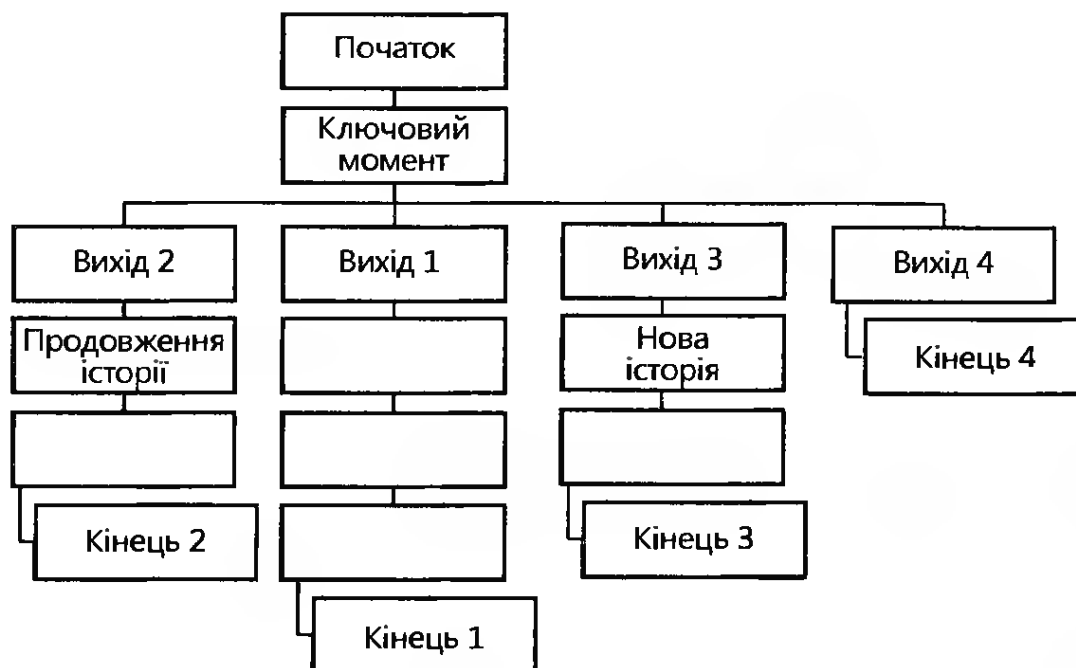 Початок
Ключовий
момент
Вихід 2
Вихід 1
Вихід 3
Вихід 4
Продовження
історії
Нова
історія
Кінець 4
Кінець 2
Кінець 3
Кінець 1